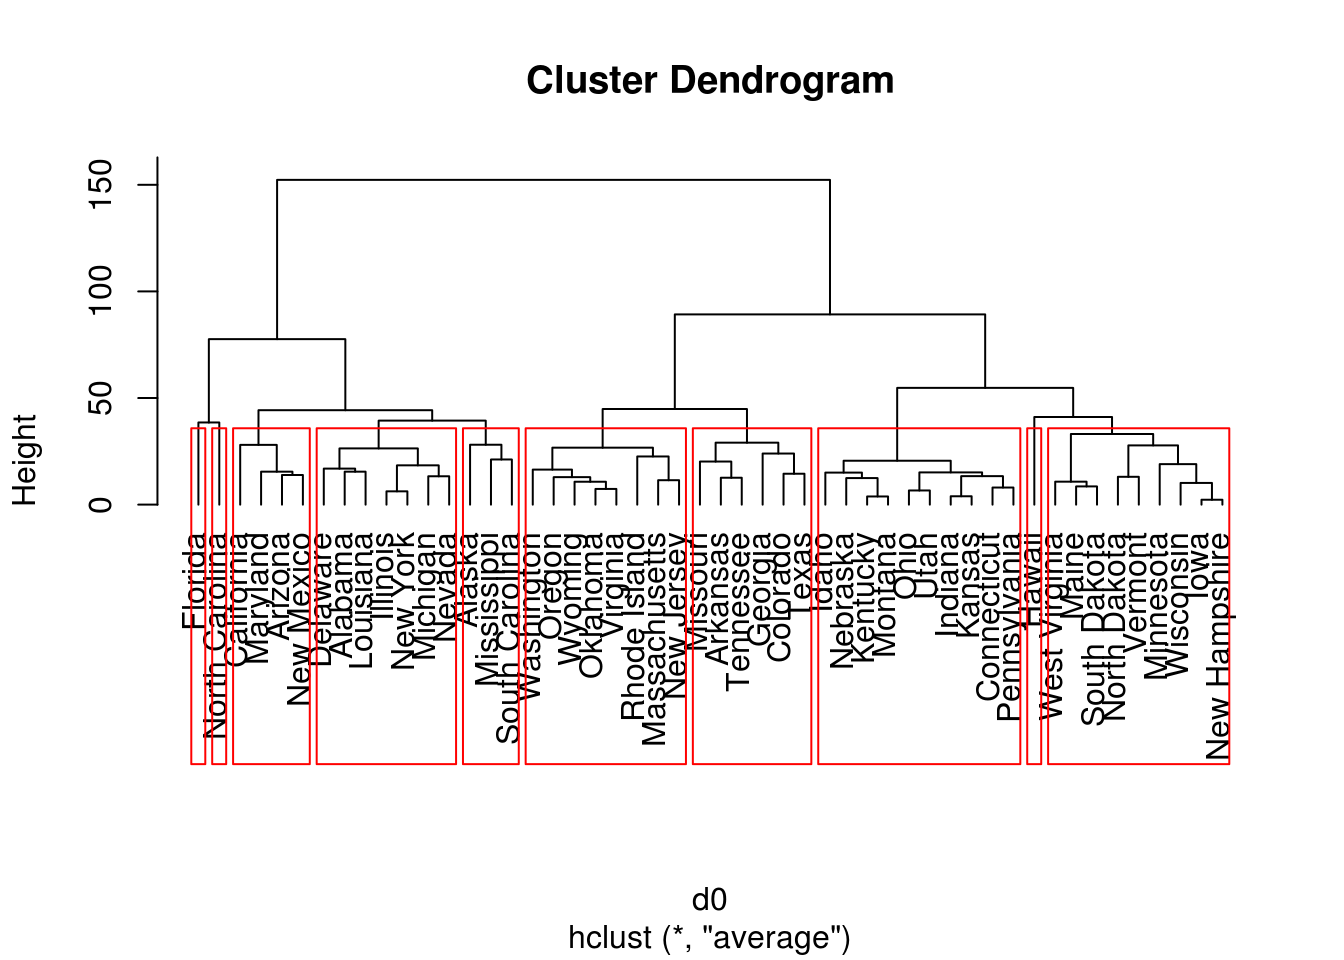 Cluster Dendrogram
Height
0
50
100
150
Florida
North Carolina
California
Maryland
Arizona
New Mexico
Delaware
Alabama
Louisiana
Illinois
New York
Michigan
Nevada
Alaska
Mississippi
South Carolina
Washington
Oregon
Wyoming
Oklahoma
Virginia
Rhode Island
Massachusetts
New Jersey
Missouri
Arkansas
Tennessee
Georgia
Colorado
Texas
Idaho
Nebraska
Kentucky
Montana
Ohio
Utah
Indiana
Kansas
Connecticut
Pennsylvania
Hawaii
West Virginia
Maine
South Dakota
North Dakota
Vermont
Minnesota
Wisconsin
Iowa
New Hampshire
d0
hclust (*, "average")